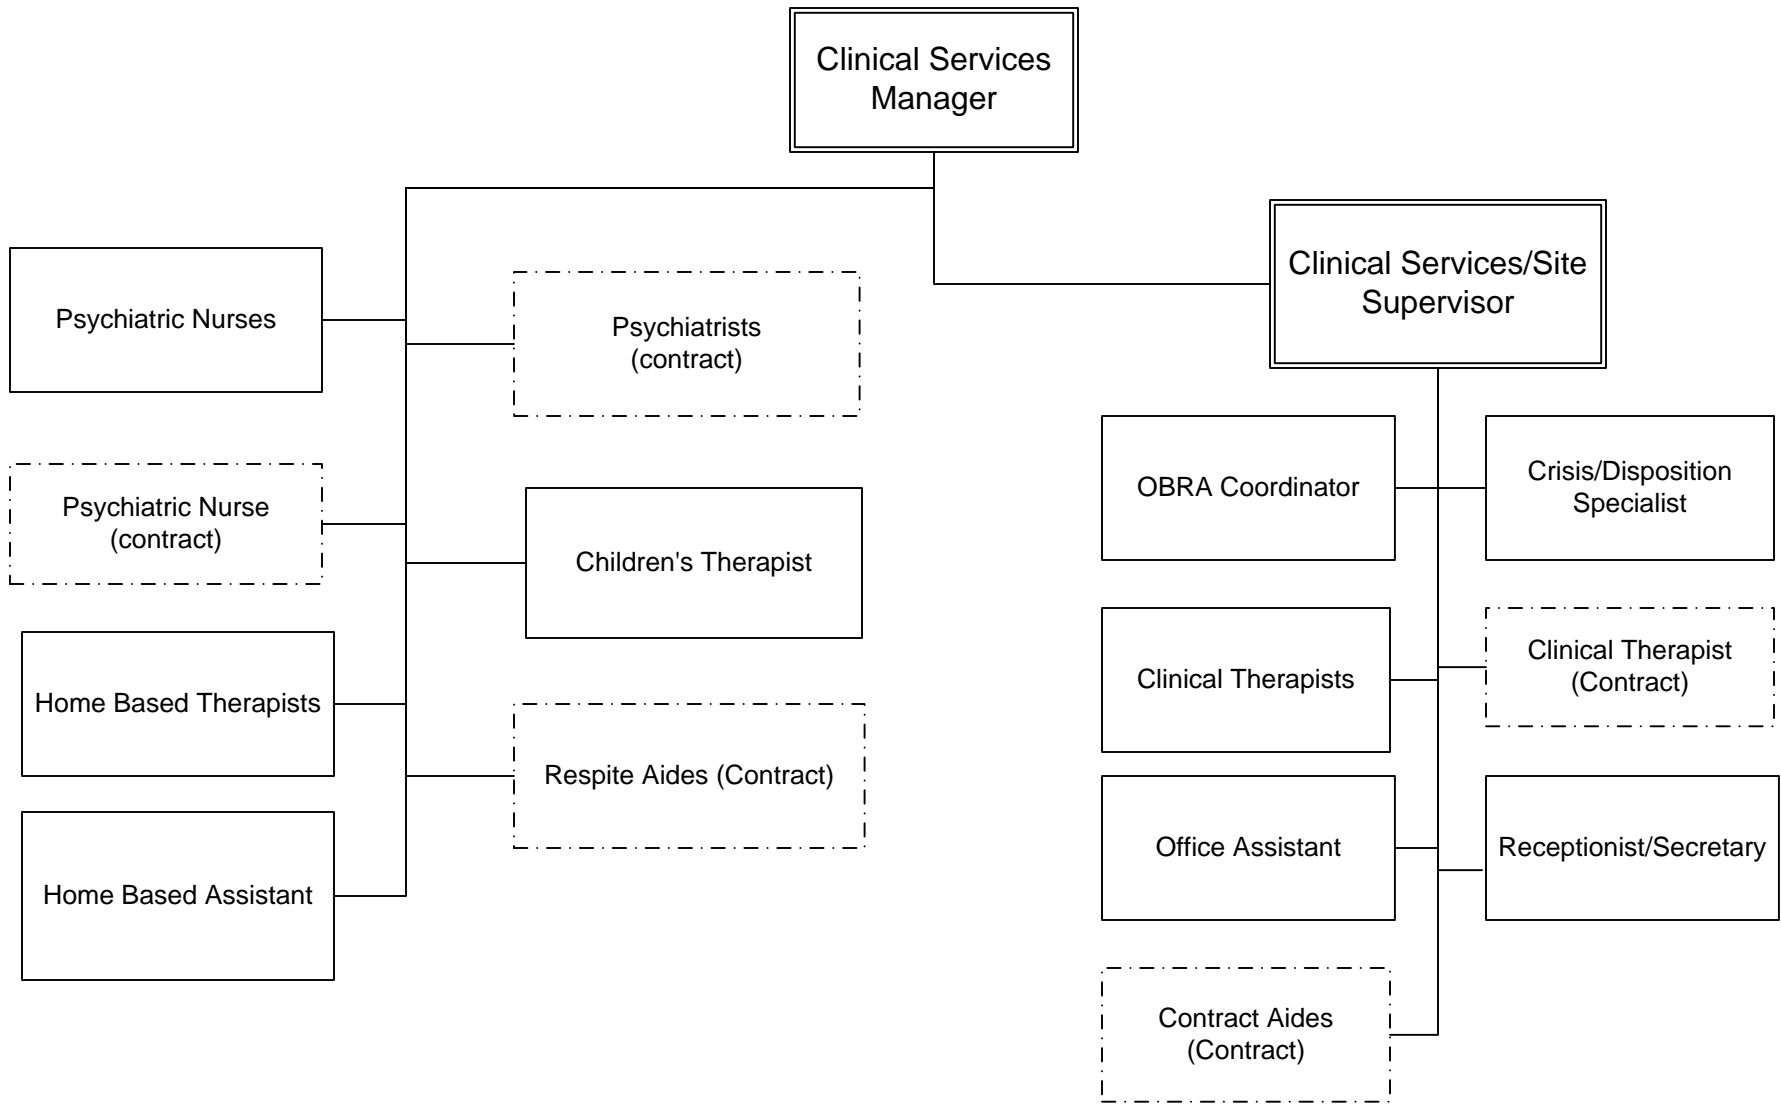 Clinical Services
Manager
Clinical Services/Site
Supervisor
Psychiatric Nurses
Psychiatrists
(contract)
Psychiatric Nurse
(contract)
Children's Therapist
Home Based Therapists
Respite Aides (Contract)
Home Based Assistant
OBRA Coordinator
Crisis/Disposition
Specialist
Clinical Therapists
Clinical Therapist
(Contract)
Office Assistant
Receptionist/Secretary
Contract Aides
(Contract)